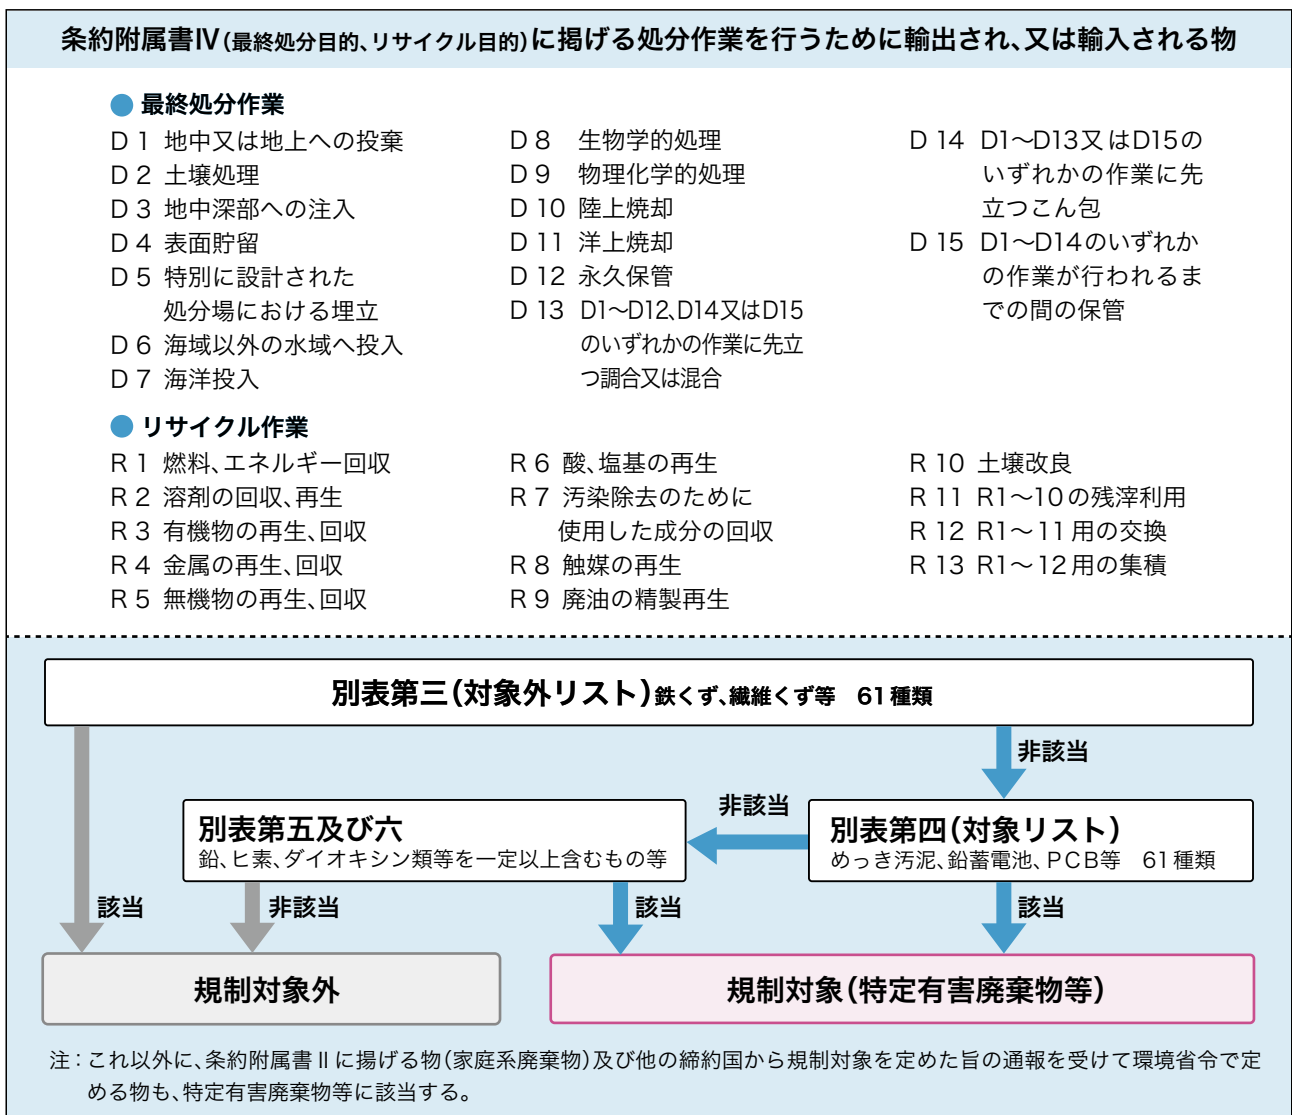 条約附属書Ⅳ(最終処分目的、リサイクル目的)に掲げる処分作業を行うために輸出され、又は輸入される物
● 最終処分作業
D 1 地中又は地上への投棄
D 2 土壌処理
D 3 地中深部への注入
D 4 表面貯留
D 5 特別に設計された
処分場における埋立
D 6 海域以外の水域へ投入
D 7 海洋投入
D 8 生物学的処理
D 9 物理化学的処理
D 10 陸上焼却
D 11 洋上焼却
D 12 永久保管
D 13 D1〜D12、D14又はD15
のいずれかの作業に先立
つ調合又は混合
D 14 D1〜D13又はD15の
いずれかの作業に先
立つこん包
D 15 D1〜D14のいずれか
の作業が行われるま
での間の保管
● リサイクル作業
R 1 燃料、エネルギー回収
R 2 溶剤の回収、再生
R 3 有機物の再生、回収
R 4 金属の再生、回収
R 5 無機物の再生、回収
R 6 酸、塩基の再生
R 7 汚染除去のために
使用した成分の回収
R 8 触媒の再生
R 9 廃油の精製再生
R 10 土壌改良
R 11 R1〜10の残滓利用
R 12 R1〜11用の交換
R 13 R1〜12用の集積
別表第三(対象外リスト)鉄くず、繊維くず等 61種類
非該当
別表第四(対象リスト)
めっき汚泥、鉛蓄電池、PCB等 61種類
非該当
別表第五及び六
鉛、ヒ素、ダイオキシン類等を一定以上含むもの等
該当
非該当
該当
該当
規制対象外
規制対象(特定有害廃棄物等)
注:これ以外に、条約附属書Ⅱに揚げる物(家庭系廃棄物)及び他の締約国から規制対象を定めた旨の通報を受けて環境省令で定
める物も、特定有害廃棄物等に該当する。